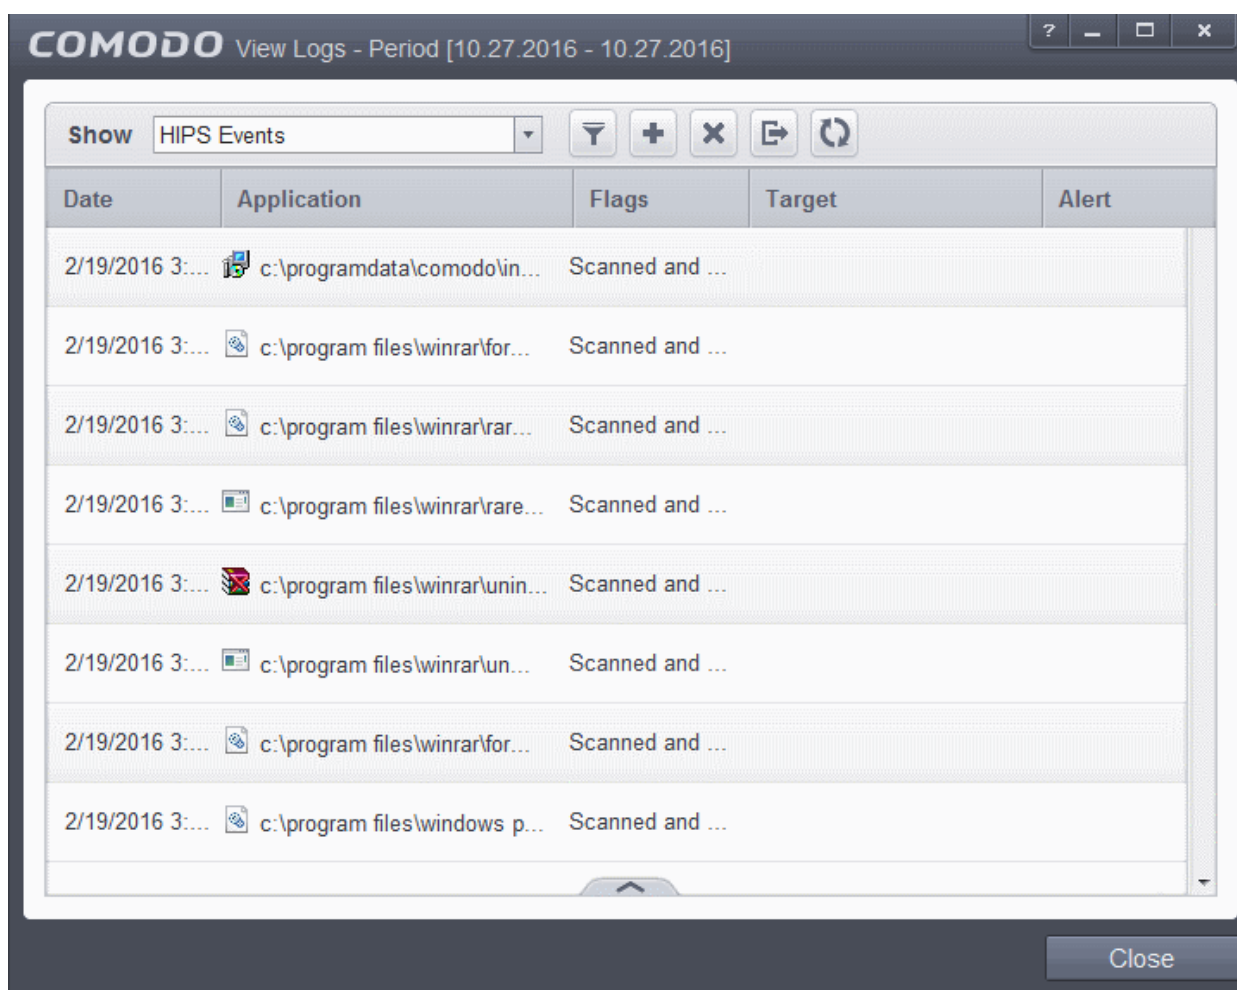 COMODO View Logs - Period [10.27.2016 - 10.27.2016]
Show HIPS Events
Date Application Flags Target Alert
2/19/2016 3:... c:\programdata\comodo\in... Scanned and ...
2/19/2016 3:... c:\program files\winrar\for... Scanned and ...
2/19/2016 3:... c:\program files\winrar\rar... Scanned and ...
2/19/2016 3:... c:\program files\winrar\rare... Scanned and ...
2/19/2016 3:... c:\program files\winrar\unin... Scanned and ...
2/19/2016 3:... c:\program files\winrar\un... Scanned and ...
2/19/2016 3:... c:\program files\winrar\for... Scanned and ...
2/19/2016 3:... c:\program files\windows p... Scanned and ...
Close